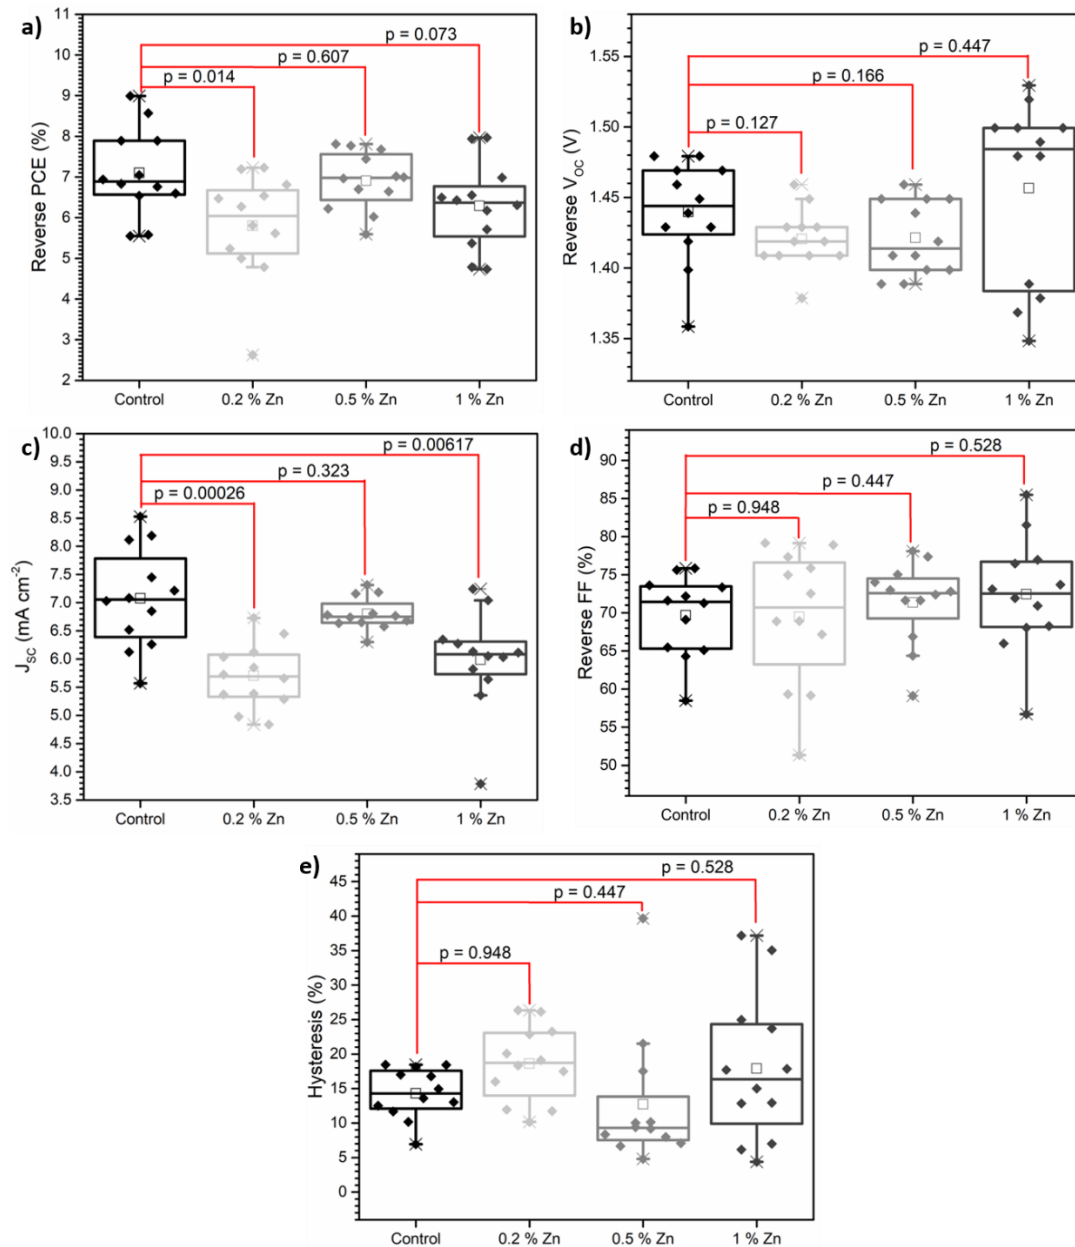 a)
Reverse PCE (%)
11
10
9
8
7
6
5
4
3
2
p = 0.073
p = 0.607
p = 0.014
Control
0.2 % Zn
0.5 % Zn
1 % Zn
b)
Reverse VOC (V)
1.55
1.50
1.45
1.40
1.35
p = 0.447
p = 0.166
p = 0.127
Control
0.2 % Zn
0.5 % Zn
1 % Zn
c)
JSC (mA cm-2)
10.0
9.5
9.0
8.5
8.0
7.5
7.0
6.5
6.0
5.5
5.0
4.5
4.0
3.5
p = 0.00617
p = 0.323
p = 0.00026
Control
0.2 % Zn
0.5 % Zn
1 % Zn
d)
Reverse FF (%)
90
85
80
75
70
65
60
55
50
p = 0.528
p = 0.447
p = 0.948
Control
0.2 % Zn
0.5 % Zn
1 % Zn
e)
Hysteresis (%)
45
40
35
30
25
20
15
10
5
0
p = 0.528
p = 0.447
p = 0.948
Control
0.2 % Zn
0.5 % Zn
1 % Zn